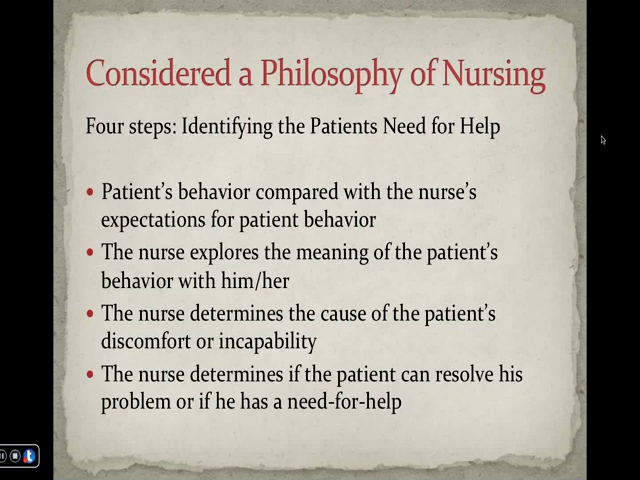 Considered a Philosophy of Nursing
Four steps: Identifying the Patients Need for Help
• Patient’s behavior compared with the nurse’s
expectations for patient behavior
• The nurse explores the meaning of the patient’s
behavior with him/her
• The nurse determines the cause of the patient’s
discomfort or incapability
• The nurse determines if the patient can resolve his
problem or if he has a need-for-help